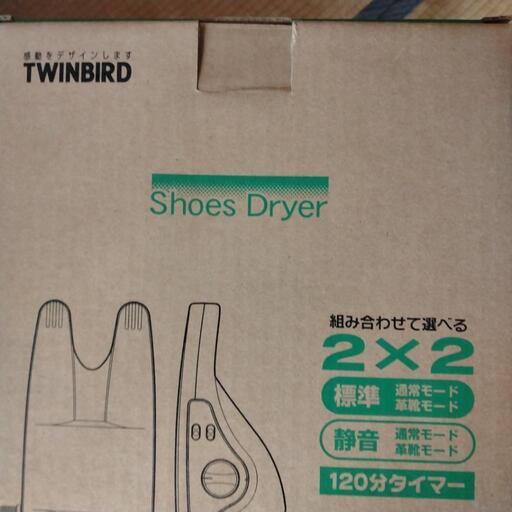 感動をデザインします
TWINBIRD
Shoes Dryer
組み合わせて選べる
2×2
標準 通常モード
革靴モード
静音 通常モード
革靴モード
120分タイマー